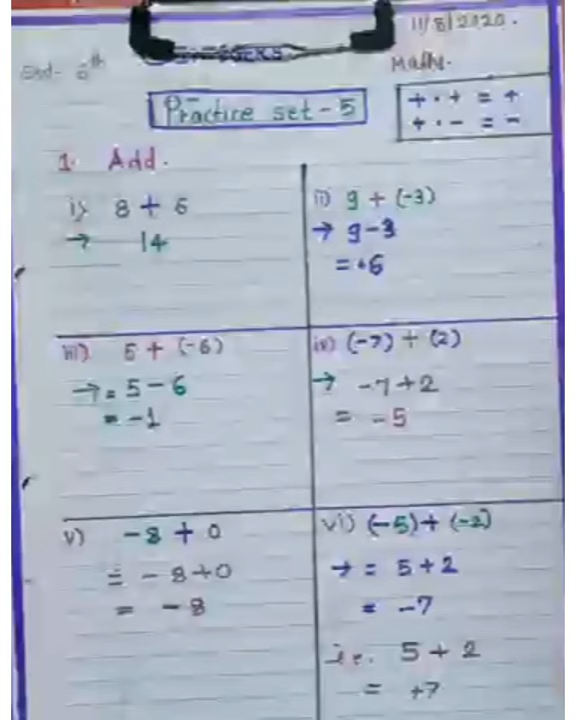 11/8/2020.
Std- 6th
INTEGERS
Maths.
Practice set - 5
+ · + = +
+ · - = -
1. Add.
i) 8 + 6
→ 14
ii) 9 + (-3)
→ 9-3
= +6
iii) 5 + (-6)
→ = 5 - 6
= -1
iv) (-7) + (2)
→ -7+2
= -5
v) -8 + 0
= -8+0
= -8
vi) (-5) + (-2)
→ = 5+2
= -7
i.e. 5 + 2
= +7